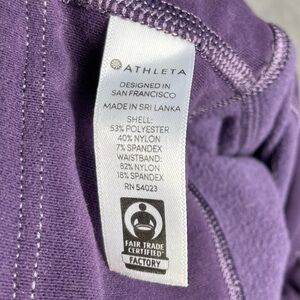 ATHLETA
DESIGNED IN
SAN FRANCISCO
MADE IN SRI LANKA
SHELL:
53% POLYESTER
40% NYLON
7% SPANDEX
WAISTBAND:
82% NYLON
18% SPANDEX
RN 54023
FAIR TRADE
CERTIFIED
FACTORY